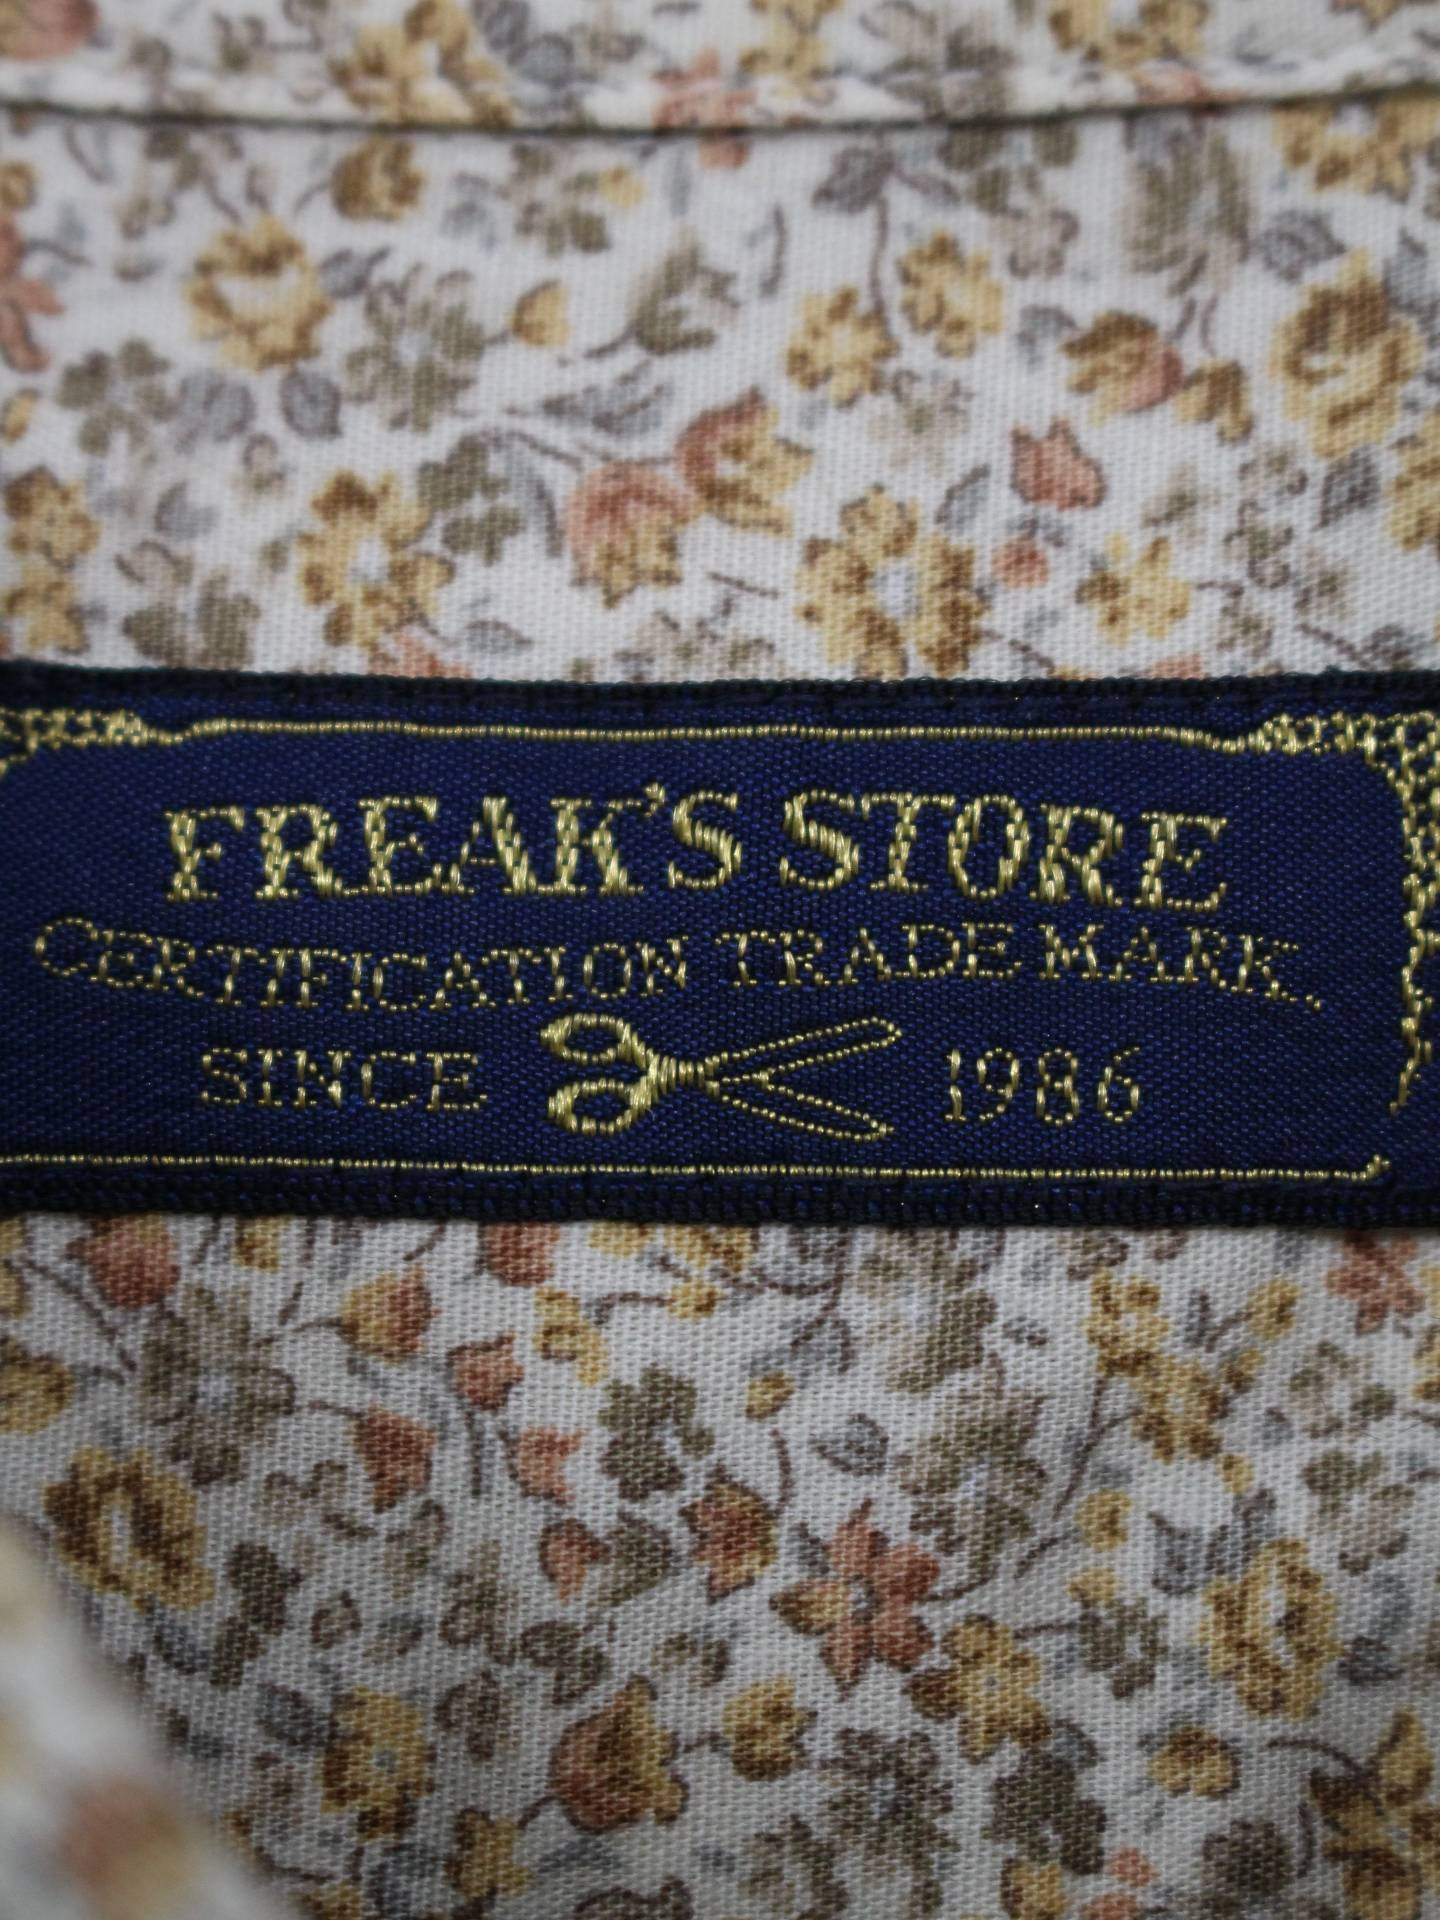 FREAK'S STORE
CERTIFICATION TRADE MARK.
SINCE 1986